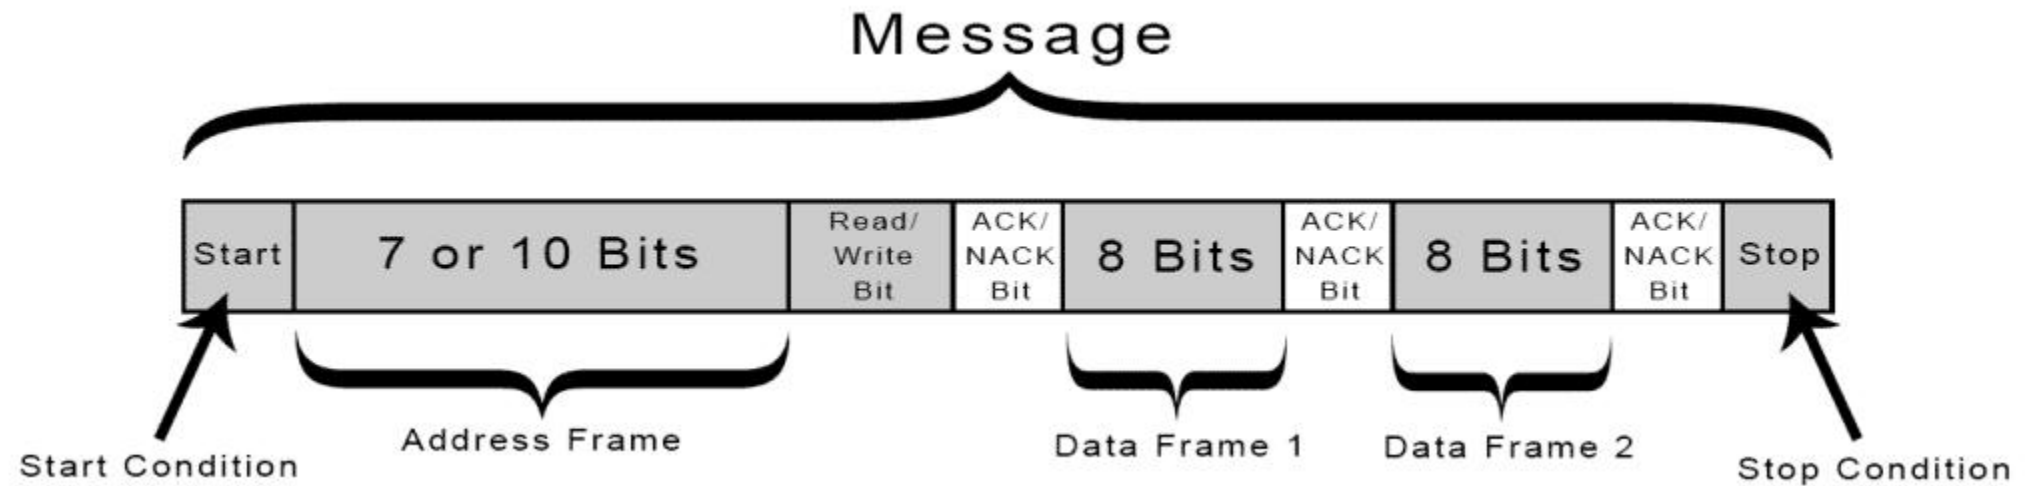 Message
Start
7 or 10 Bits
Read/
Write
Bit
ACK/
NACK
Bit
8 Bits
ACK/
NACK
Bit
8 Bits
ACK/
NACK
Bit
Stop
Start Condition
Address Frame
Data Frame 1
Data Frame 2
Stop Condition